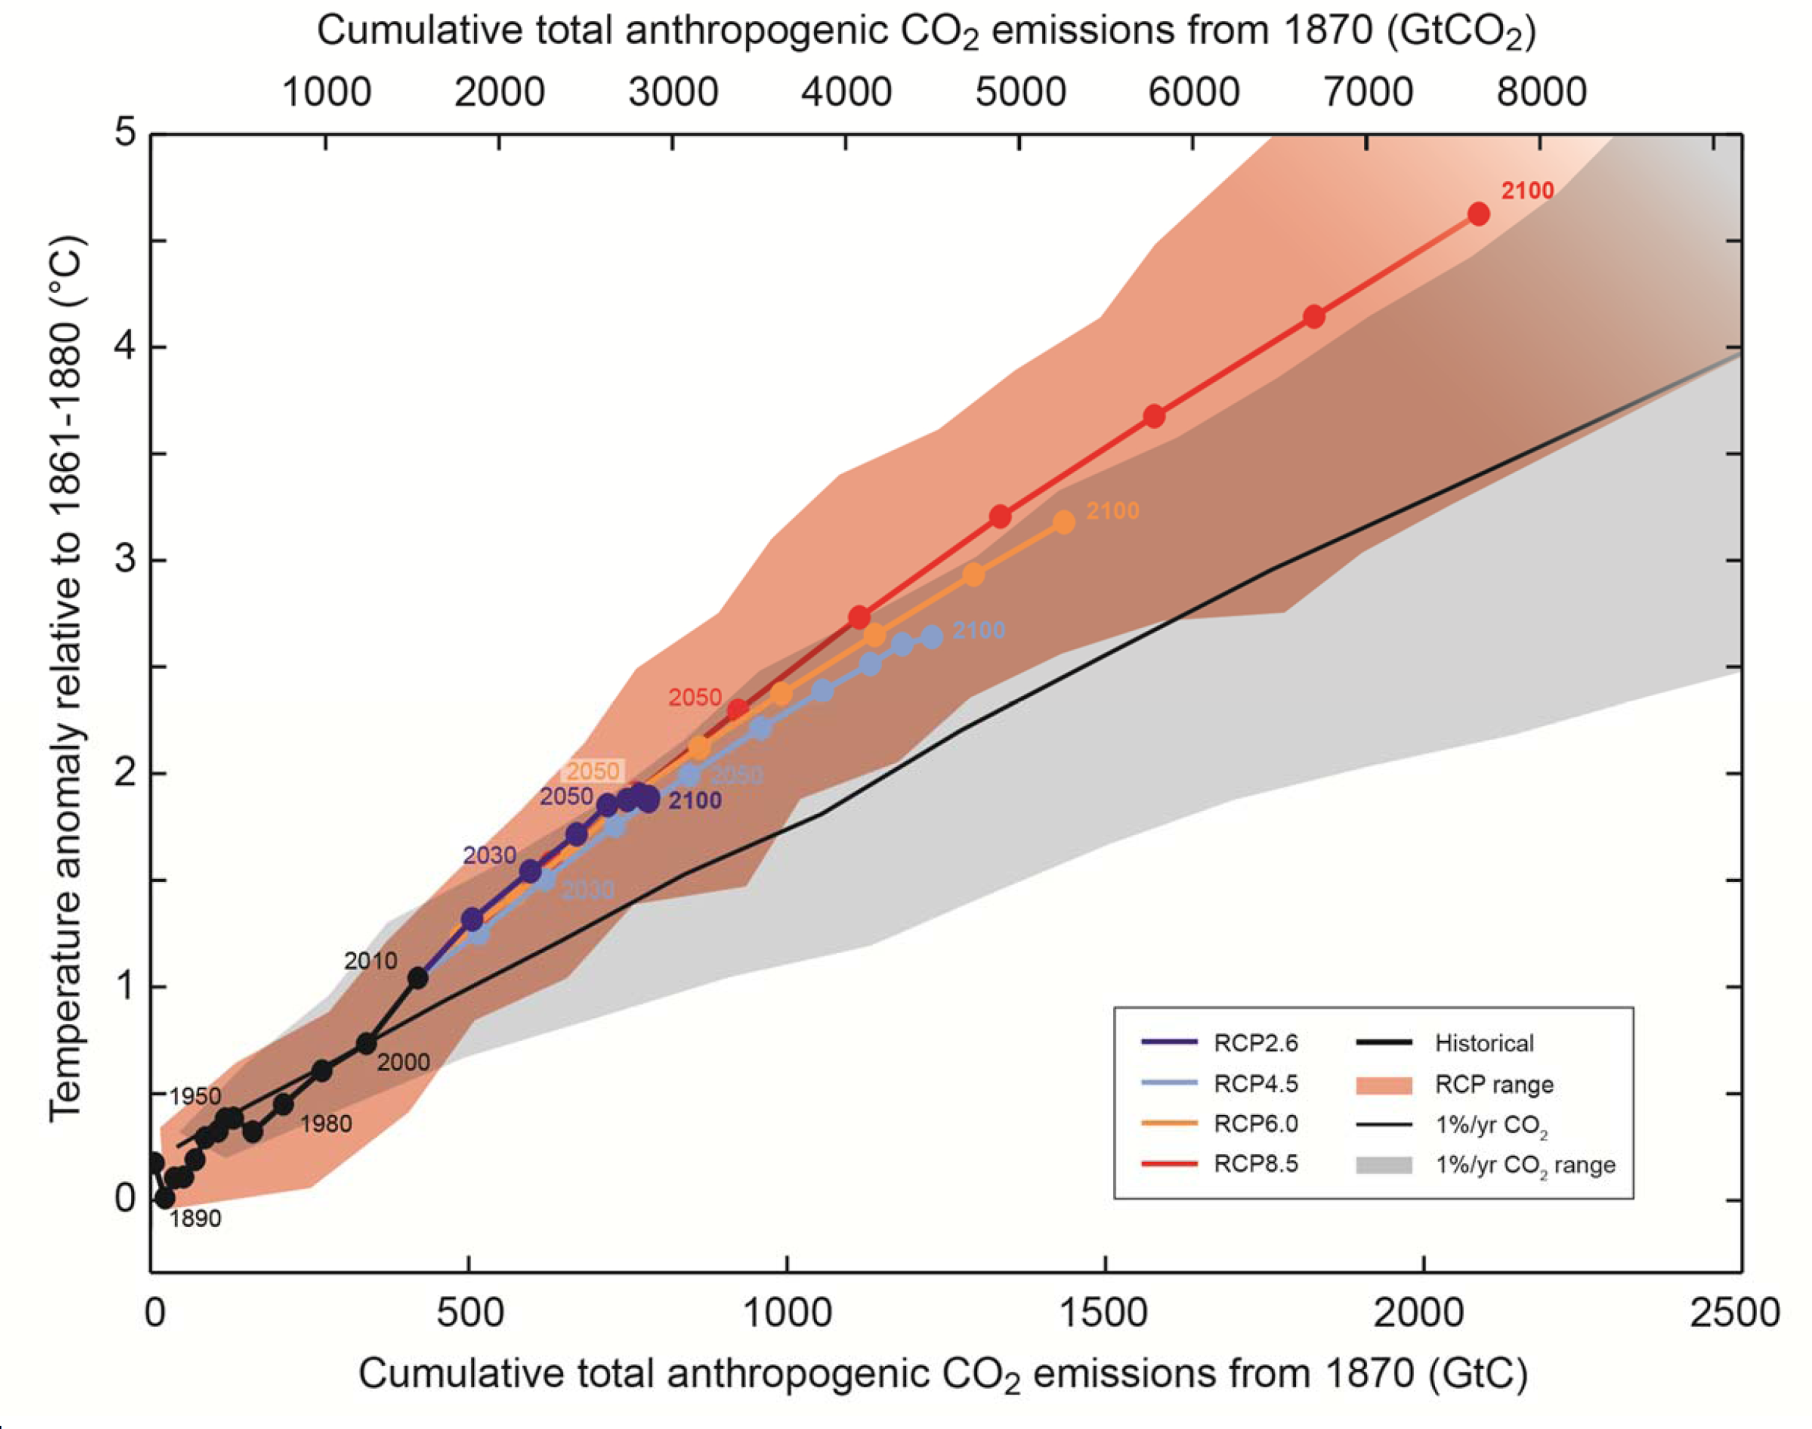 Cumulative total anthropogenic CO2 emissions from 1870 (GtCO2)
1000 2000 3000 4000 5000 6000 7000 8000
Temperature anomaly relative to 1861-1880 (°C)
5
4
3
2
1
0
2100
2100
2100
2050
2050
2050
2050
2100
2030
2030
2010
2000
1950
1980
1890
RCP2.6 Historical
RCP4.5 RCP range
RCP6.0 1%/yr CO2
RCP8.5 1%/yr CO2 range
0 500 1000 1500 2000 2500
Cumulative total anthropogenic CO2 emissions from 1870 (GtC)